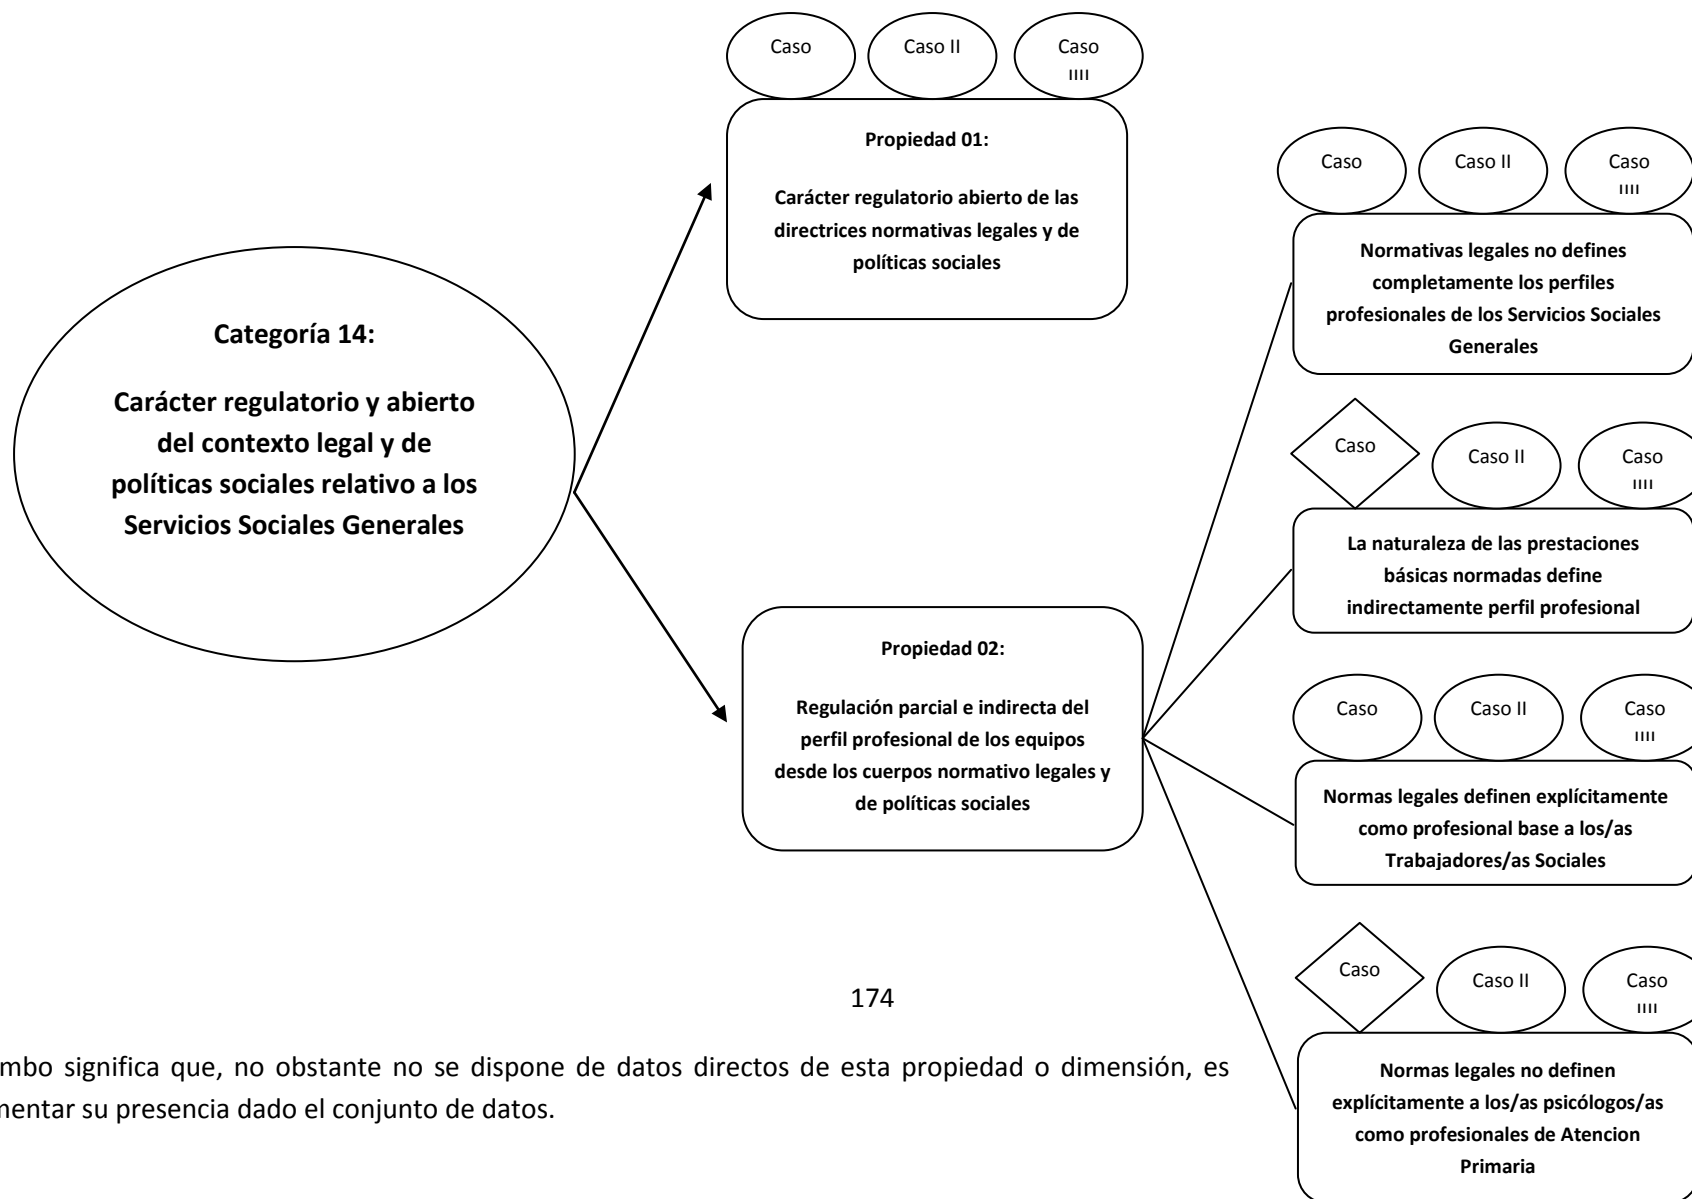 Caso
Caso II
Caso
IIII
Propiedad 01:
Carácter regulatorio abierto de las
directrices normativas legales y de
políticas sociales
Caso
Caso II
Caso
IIII
Normativas legales no defines
completamente los perfiles
profesionales de los Servicios Sociales
Generales
Categoría 14:
Carácter regulatorio y abierto
del contexto legal y de
políticas sociales relativo a los
Servicios Sociales Generales
Caso
Caso II
Caso
IIII
La naturaleza de las prestaciones
básicas normadas define
indirectamente perfil profesional
Propiedad 02:
Regulación parcial e indirecta del
perfil profesional de los equipos
desde los cuerpos normativo legales y
de políticas sociales
Caso
Caso II
Caso
IIII
Normas legales definen explícitamente
como profesional base a los/as
Trabajadores/as Sociales
Caso
Caso II
Caso
IIII
Normas legales no definen
explícitamente a los/as psicólogos/as
como profesionales de Atencion
Primaria
174
mbo significa que, no obstante no se dispone de datos directos de esta propiedad o dimensión, es
mentar su presencia dado el conjunto de datos.